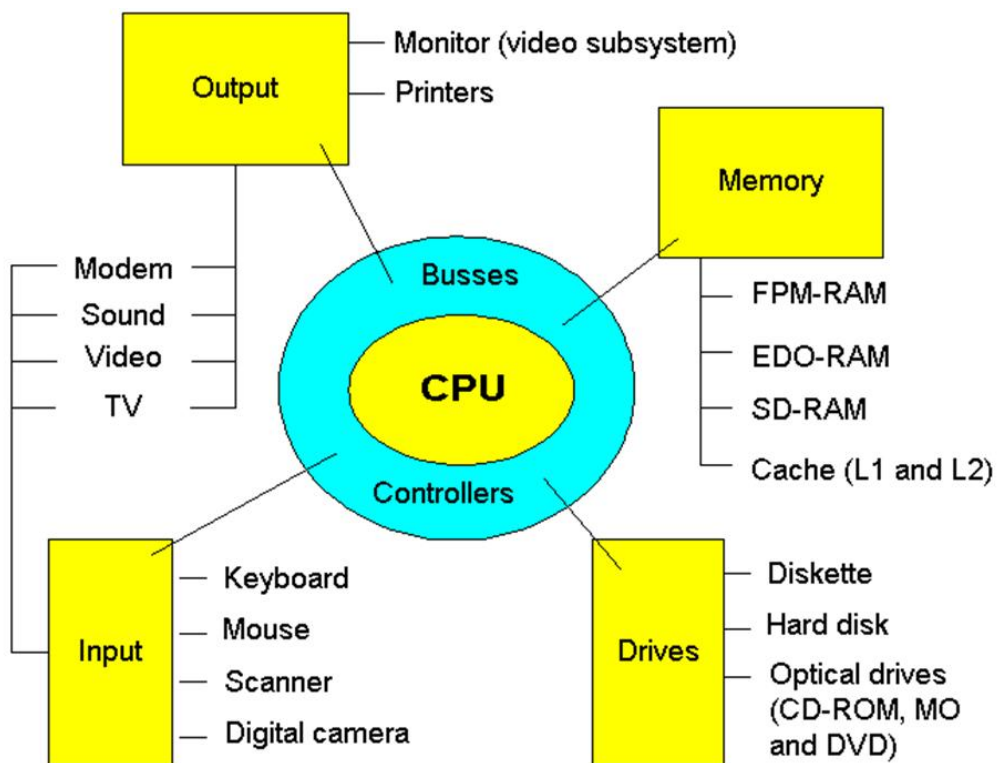 Output
Monitor (video subsystem)
Printers
Memory
FPM-RAM
EDO-RAM
SD-RAM
Cache (L1 and L2)
Modem
Sound
Video
TV
Busses
CPU
Controllers
Input
Keyboard
Mouse
Scanner
Digital camera
Drives
Diskette
Hard disk
Optical drives
(CD-ROM, MO
and DVD)